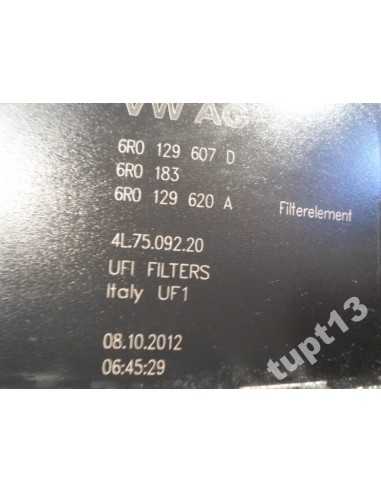 VW AG
6R0 129 607 D
6R0 183
6R0 129 620 A Filterelement
4L.75.092.20
UFI FILTERS
Italy UF1
08.10.2012
06:45:29
tupt13